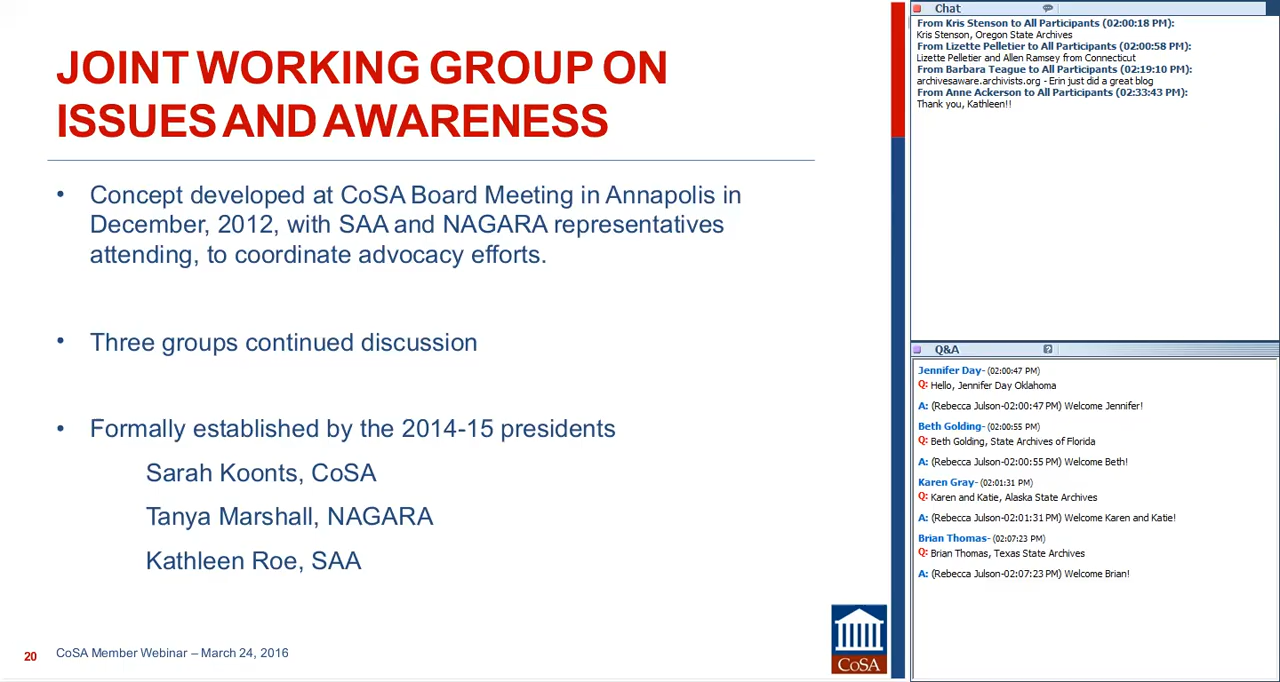 JOINT WORKING GROUP ON
ISSUES AND AWARENESS
• Concept developed at CoSA Board Meeting in Annapolis in
December, 2012, with SAA and NAGARA representatives
attending, to coordinate advocacy efforts.
• Three groups continued discussion
• Formally established by the 2014-15 presidents
Sarah Koonts, CoSA
Tanya Marshall, NAGARA
Kathleen Roe, SAA
20 CoSA Member Webinar – March 24, 2016
CoSA
Chat
From Kris Stenson to All Participants (02:00:18 PM):
Kris Stenson, Oregon State Archives
From Lizette Pelletier to All Participants (02:00:58 PM):
Lizette Pelletier and Allen Ramsey from Connecticut
From Barbara Teague to All Participants (02:19:10 PM):
archivesaware.archivists.org - Erin just did a great blog
From Anne Ackerson to All Participants (02:33:43 PM):
Thank you, Kathleen!!
Q&A
Jennifer Day- (02:00:47 PM)
Q: Hello, Jennifer Day Oklahoma
A: (Rebecca Julson-02:00:47 PM) Welcome Jennifer!
Beth Golding- (02:00:55 PM)
Q: Beth Golding, State Archives of Florida
A: (Rebecca Julson-02:00:55 PM) Welcome Beth!
Karen Gray- (02:01:31 PM)
Q: Karen and Katie, Alaska State Archives
A: (Rebecca Julson-02:01:31 PM) Welcome Karen and Katie!
Brian Thomas- (02:07:23 PM)
Q: Brian Thomas, Texas State Archives
A: (Rebecca Julson-02:07:23 PM) Welcome Brian!